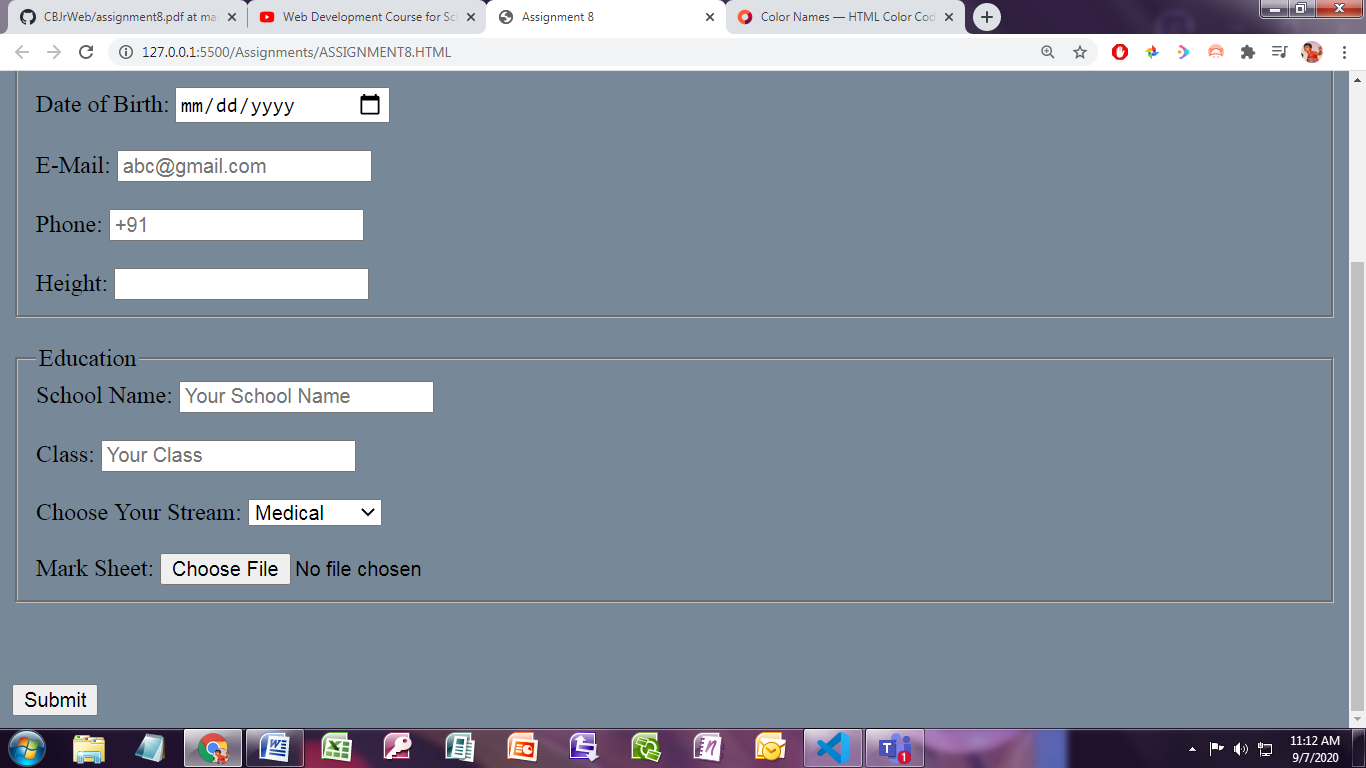 CBJrWeb/assignment8.pdf at ma
Web Development Course for Sc
Assignment 8
Color Names — HTML Color Cod
127.0.0.1:5500/Assignments/ASSIGNMENT8.HTML
Date of Birth: mm/dd/yyyy
E-Mail: abc@gmail.com
Phone: +91
Height:
Education
School Name: Your School Name
Class: Your Class
Choose Your Stream: Medical
Mark Sheet: Choose File No file chosen
Submit
1
11:12 AM
9/7/2020